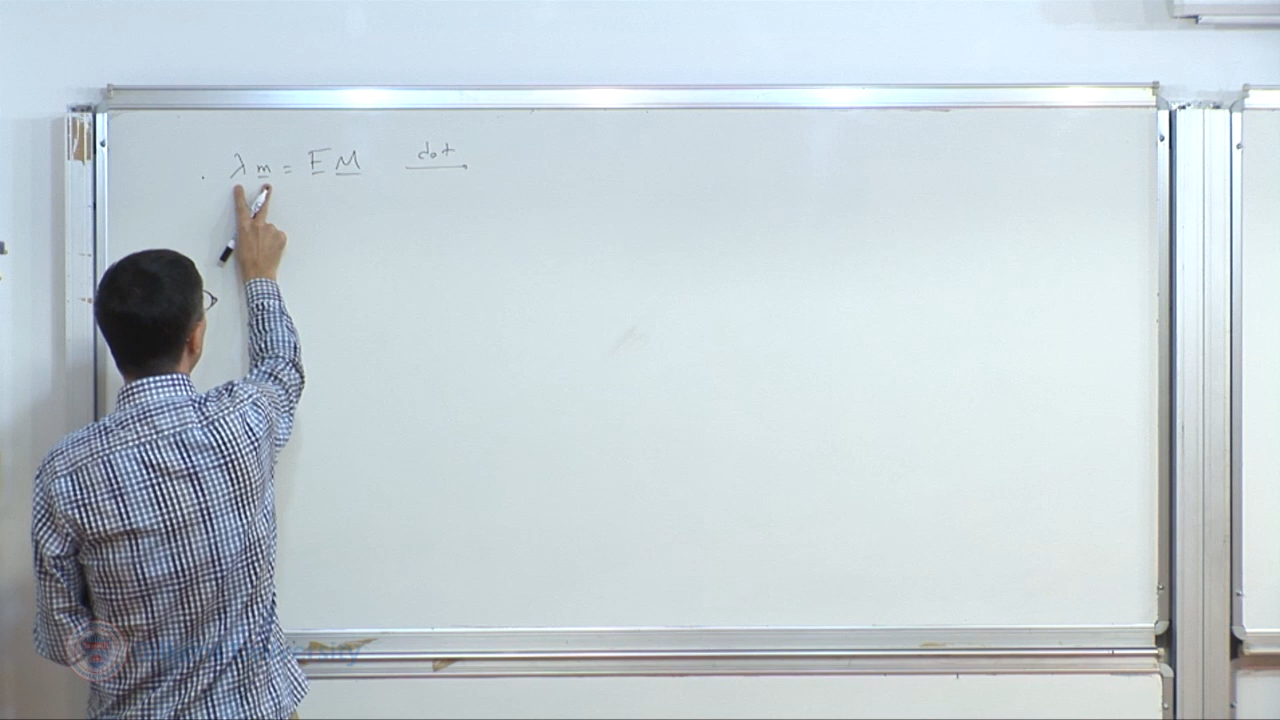 λ m = F M dot